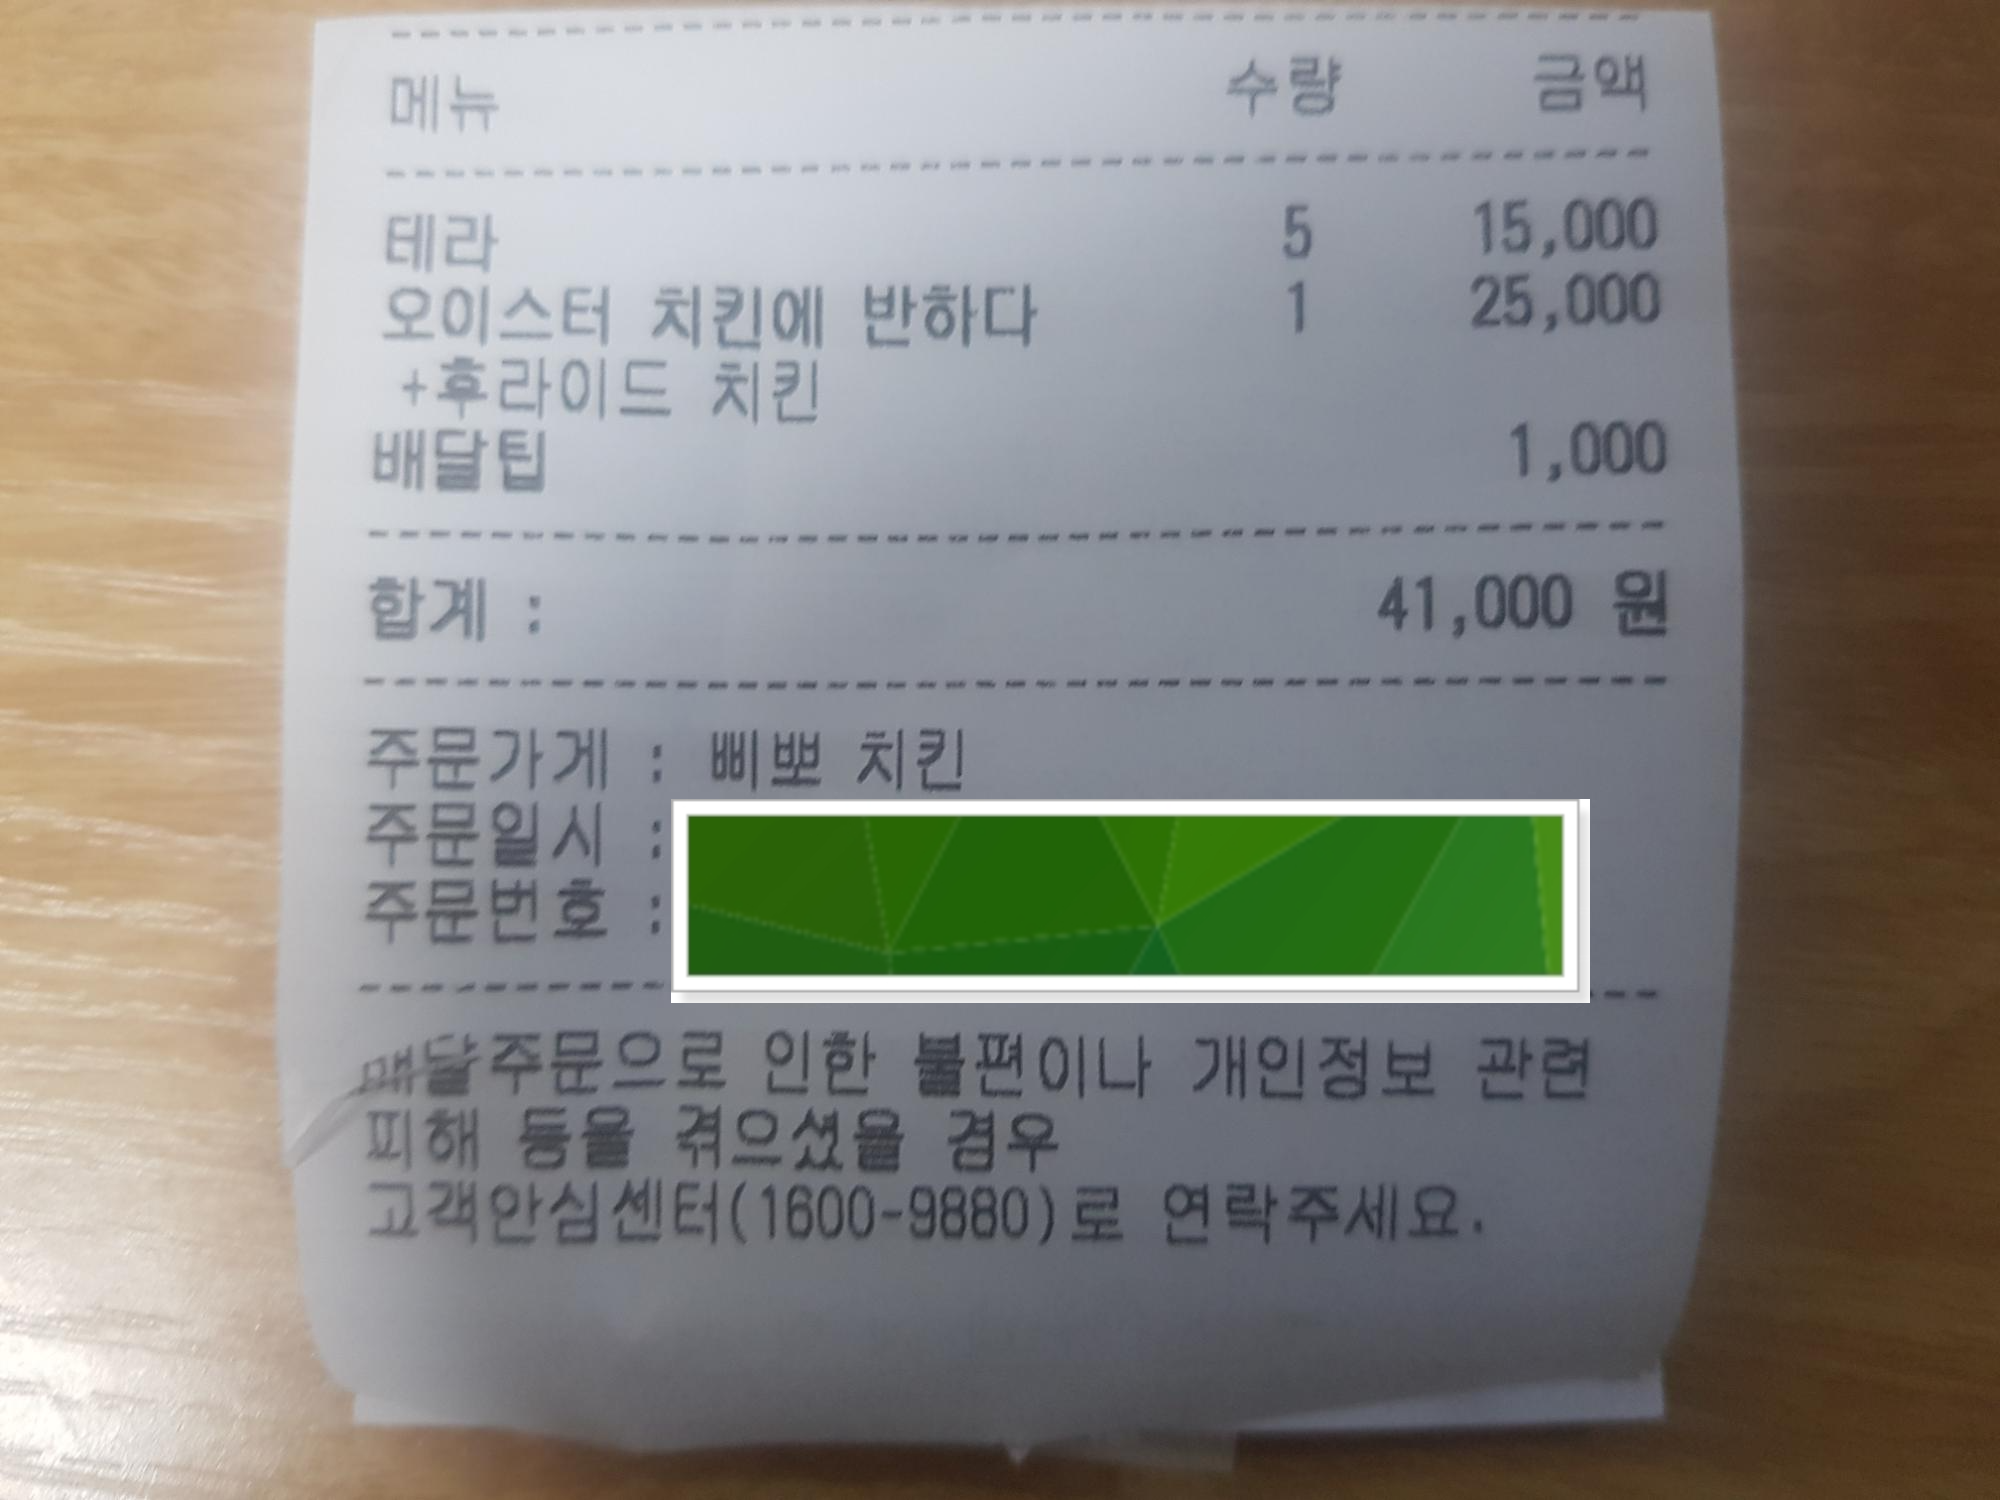 메뉴 수량 금액
테라 5 15,000
오이스터 치킨에 반하다 1 25,000
+후라이드 치킨
배달팁 1,000
합계 : 41,000 원
주문가게 : 삐뽀 치킨
주문일시 :
주문번호 :
배달주문으로 인한 불편이나 개인정보 관련
피해 등을 겪으셨을 경우
고객안심센터(1600-9880)로 연락주세요.